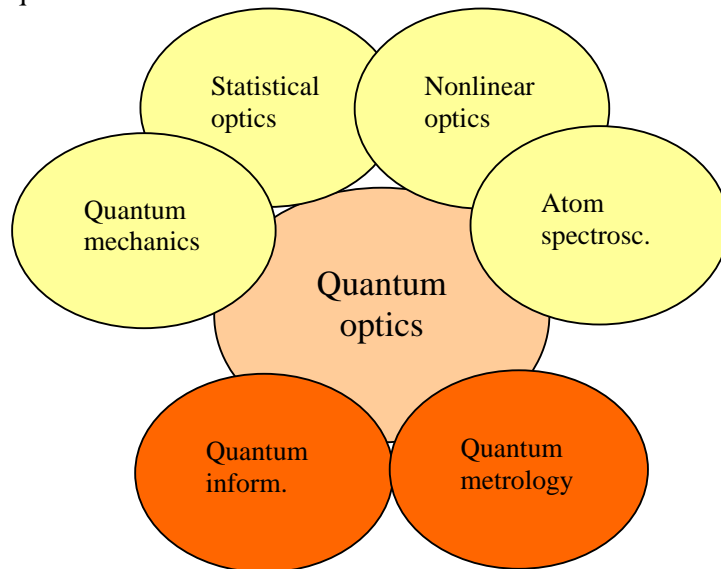 Statistical
optics
Nonlinear
optics
Quantum
mechanics
Atom
spectrosc.
Quantum
optics
Quantum
inform.
Quantum
metrology